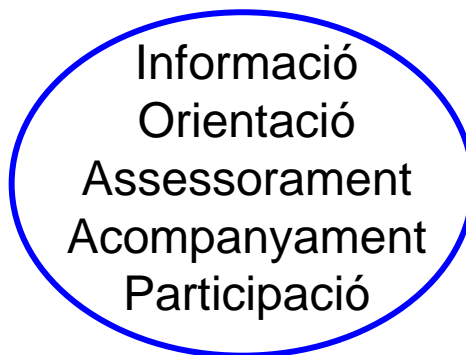 Informació
Orientació
Assessorament
Acompanyament
Participació